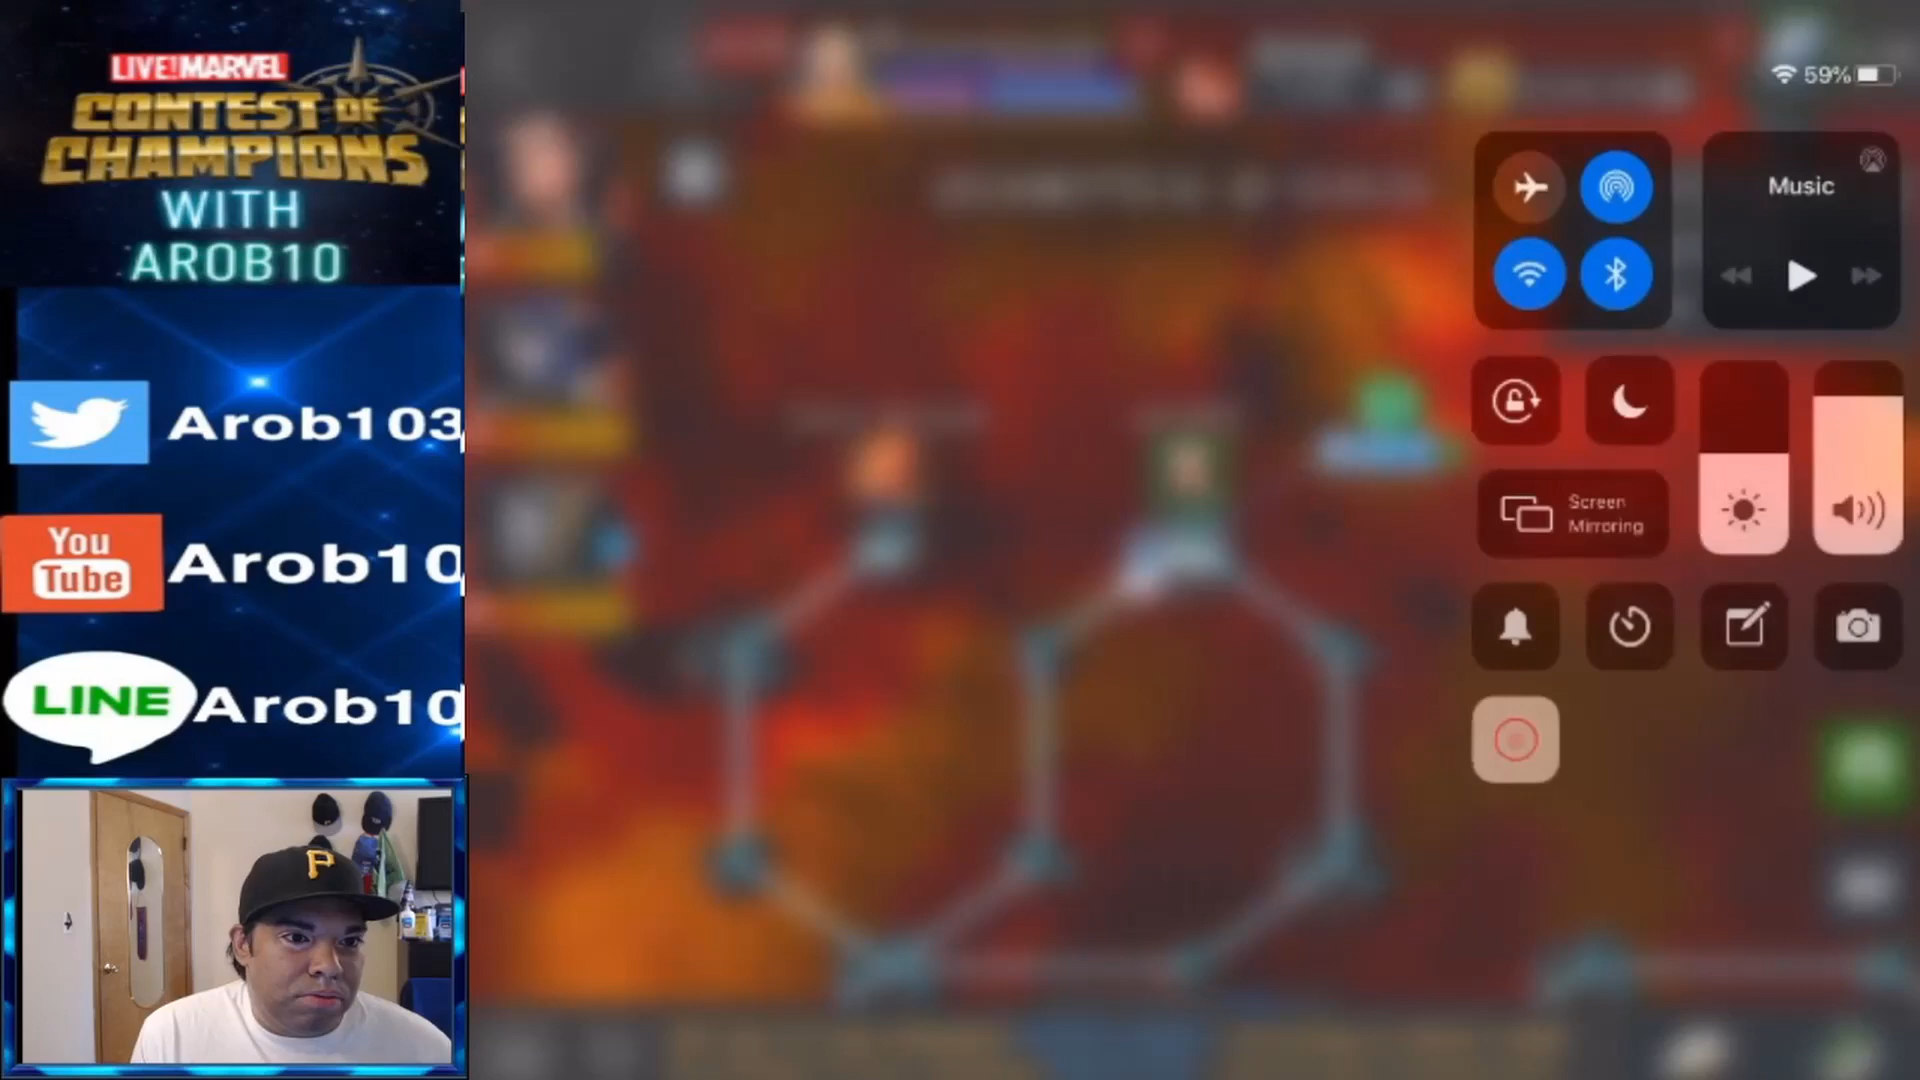 LIVE! MARVEL
CONTEST OF
CHAMPIONS
WITH
AROB10
Arob103
You
Tube
Arob10
LINE
Arob10
P
59%
Music
Screen
Mirroring